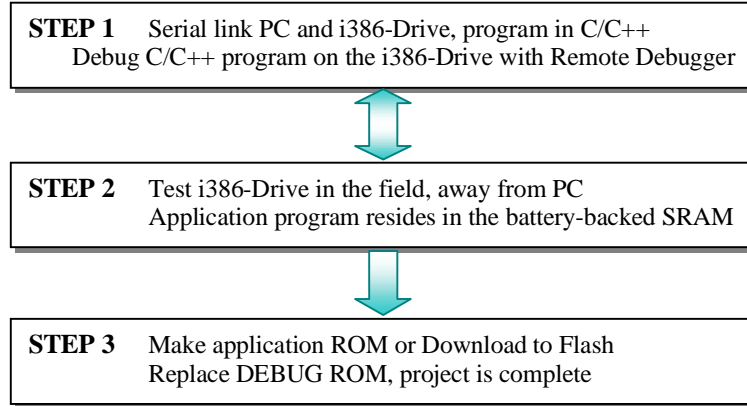 STEP 1 Serial link PC and i386-Drive, program in C/C++
Debug C/C++ program on the i386-Drive with Remote Debugger
STEP 2 Test i386-Drive in the field, away from PC
Application program resides in the battery-backed SRAM
STEP 3 Make application ROM or Download to Flash
Replace DEBUG ROM, project is complete